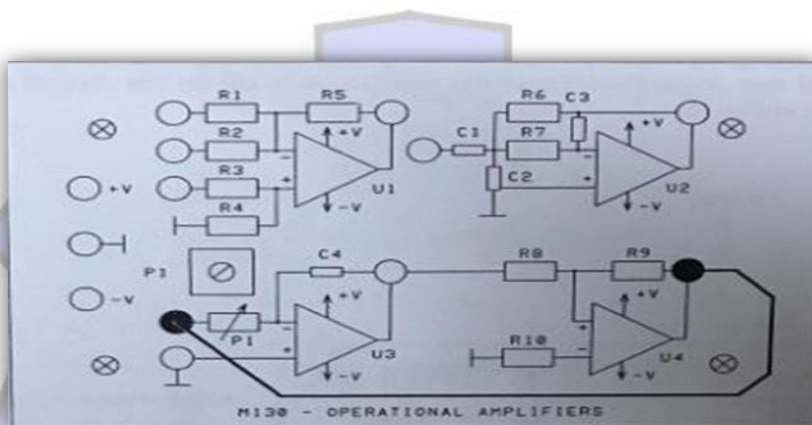 R1 R5
R2
R3
R4
+V
-
+
U1
-V
R6 C3
C1 R7
C2
+V
-
+
U2
-V
+V
-V
P1
C4
P1
+V
-
+
U3
-V
R8 R9
R10
+V
+
-
U4
-V
M130 - OPERATIONAL AMPLIFIERS